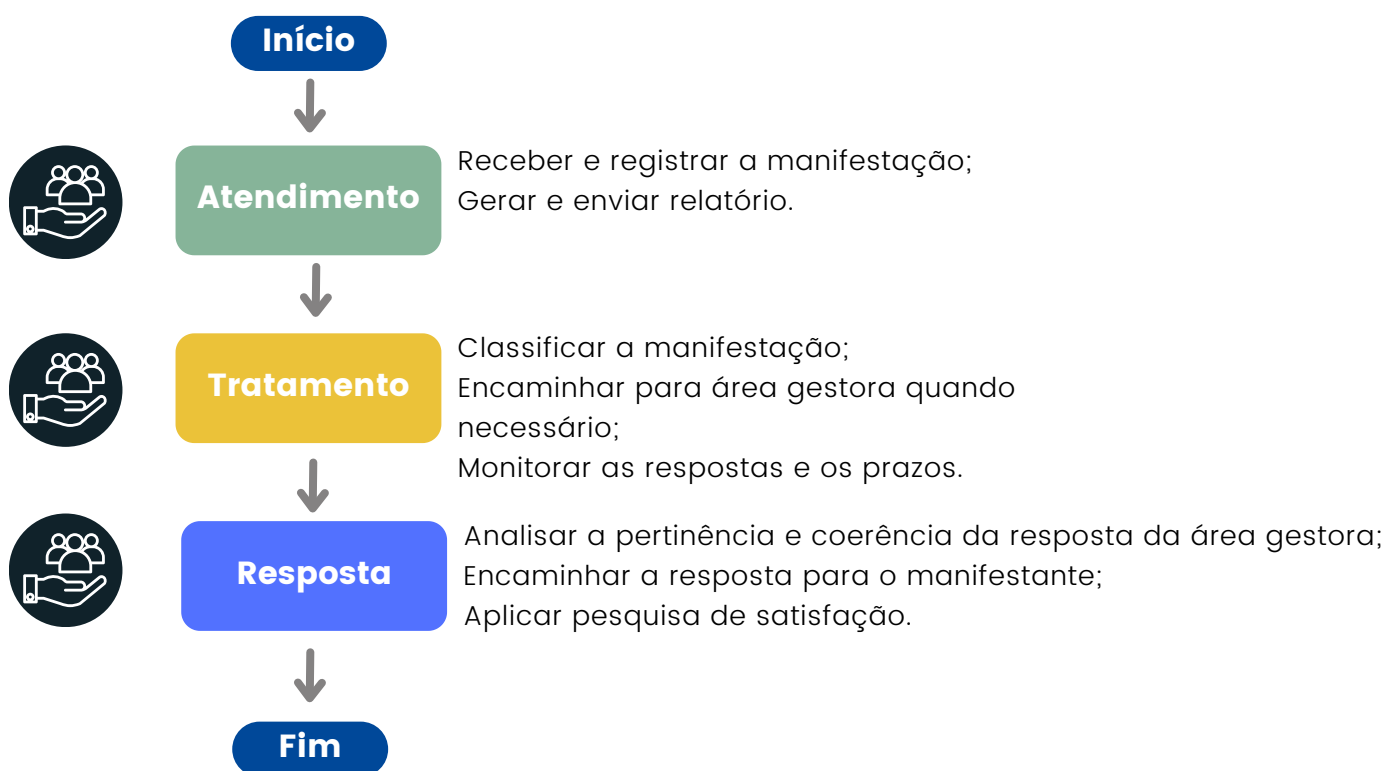 Início
Atendimento
Receber e registrar a manifestação;
Gerar e enviar relatório.
Tratamento
Classificar a manifestação;
Encaminhar para área gestora quando
necessário;
Monitorar as respostas e os prazos.
Resposta
Analisar a pertinência e coerência da resposta da área gestora;
Encaminhar a resposta para o manifestante;
Aplicar pesquisa de satisfação.
Fim